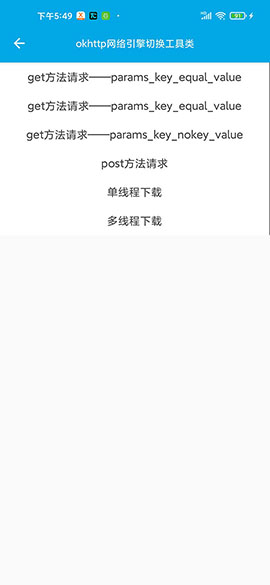 下午5:49
91
okhttp网络引擎切换工具类
get方法请求——params_key_equal_value
get方法请求——params_key_equal_value
get方法请求——params_key_nokey_value
post方法请求
单线程下载
多线程下载